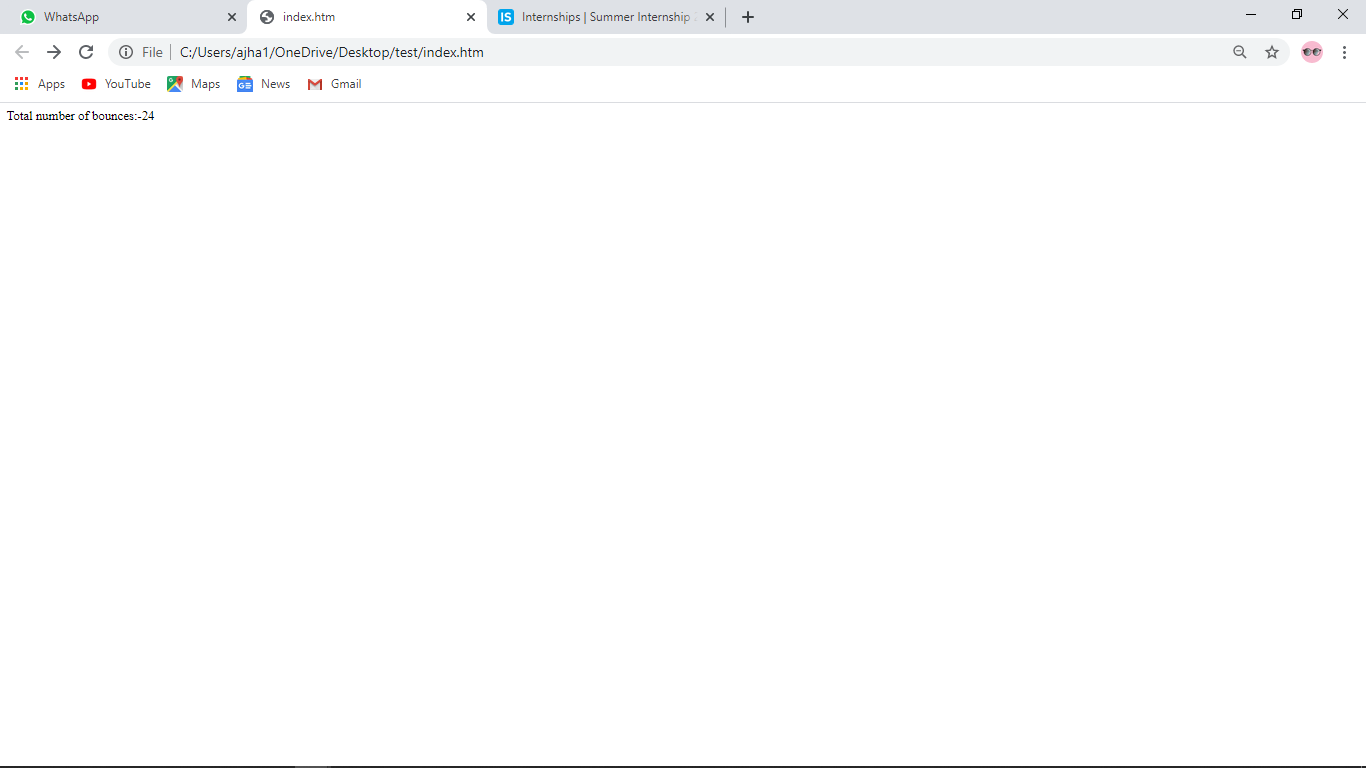 WhatsApp
index.htm
Internships | Summer Internship
File
C:/Users/ajha1/OneDrive/Desktop/test/index.htm
Apps
YouTube
Maps
News
Gmail
Total number of bounces:-24